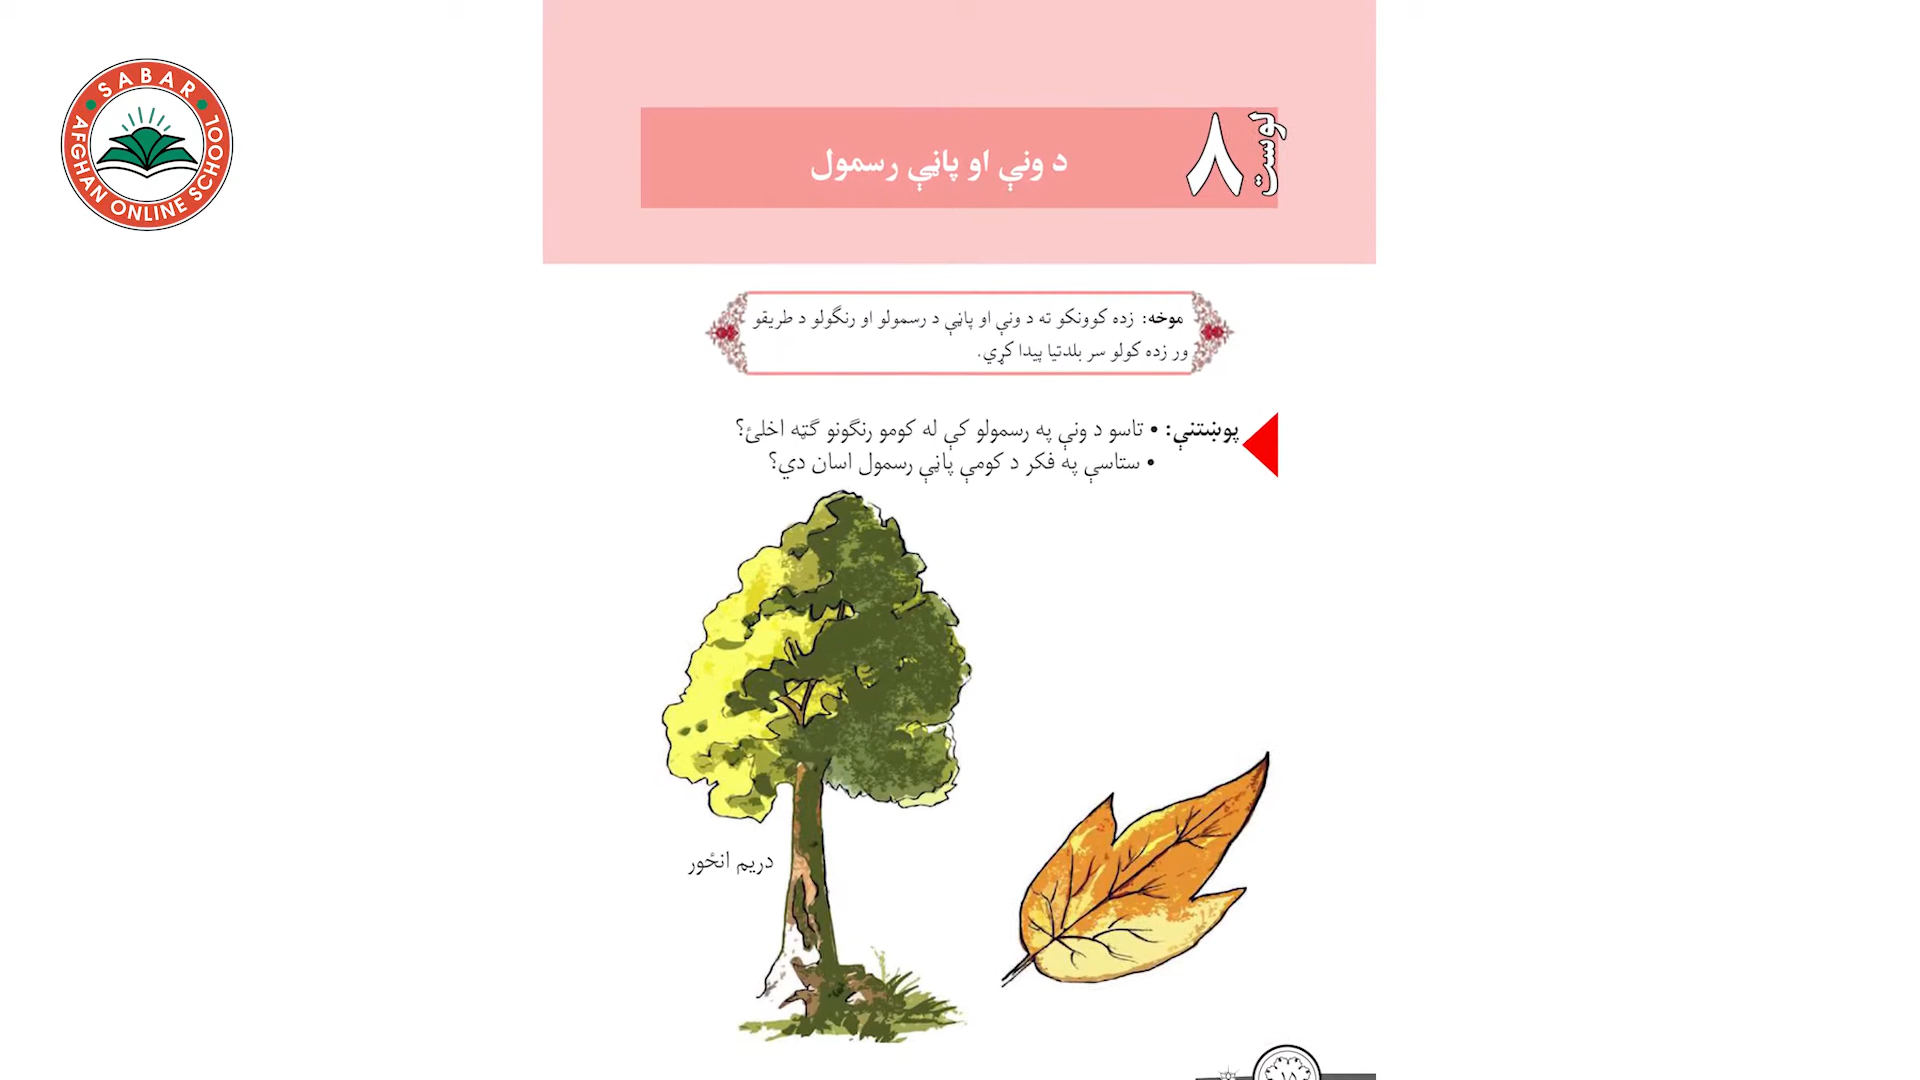 SABAR
AFGHAN ONLINE SCHOOL
لوست
۸
د ونې او پاڼې رسمول
موخه: زده کوونکو ته د ونې او پاڼې د رسمولو او رنګولو د طریقو
ور زده کولو سر بلدتیا پیدا کړي.
پوښتنې: • تاسو د ونې په رسمولو کې له کومو رنګونو ګټه اخلئ؟
• ستاسې په فکر د کومې پاڼې رسمول اسان دي؟
دریم انځور